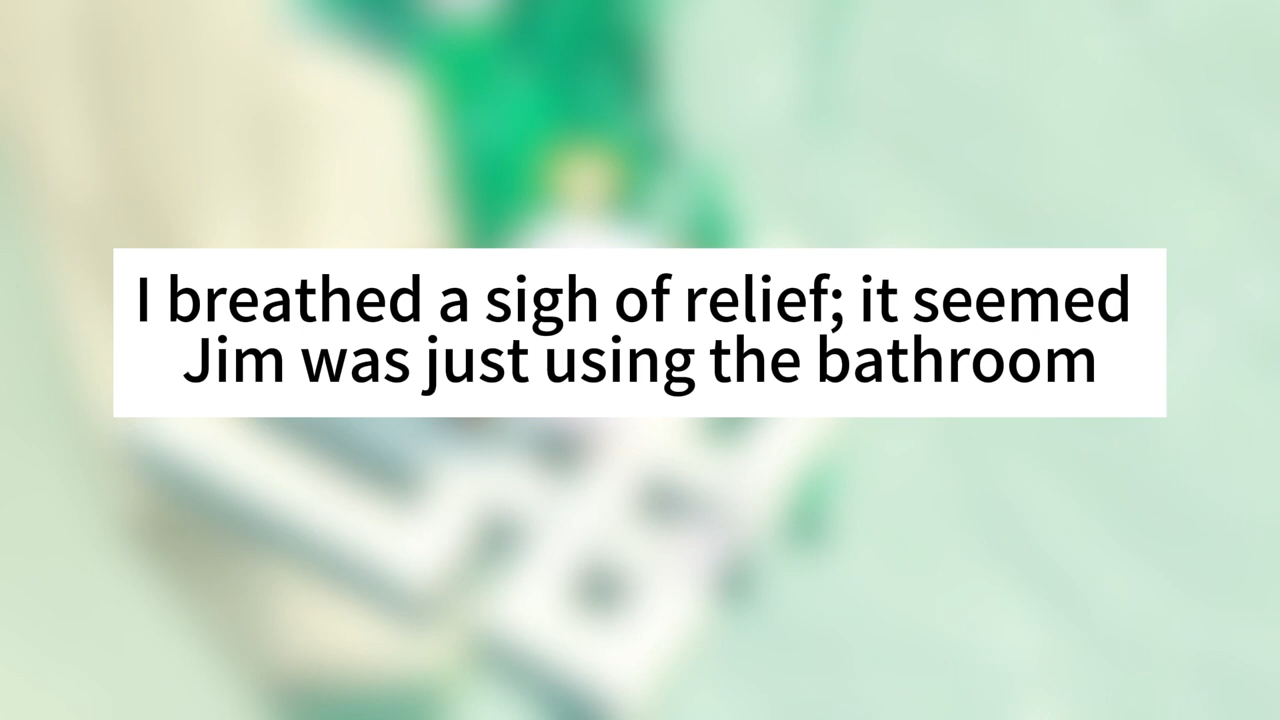 I breathed a sigh of relief; it seemed
Jim was just using the bathroom